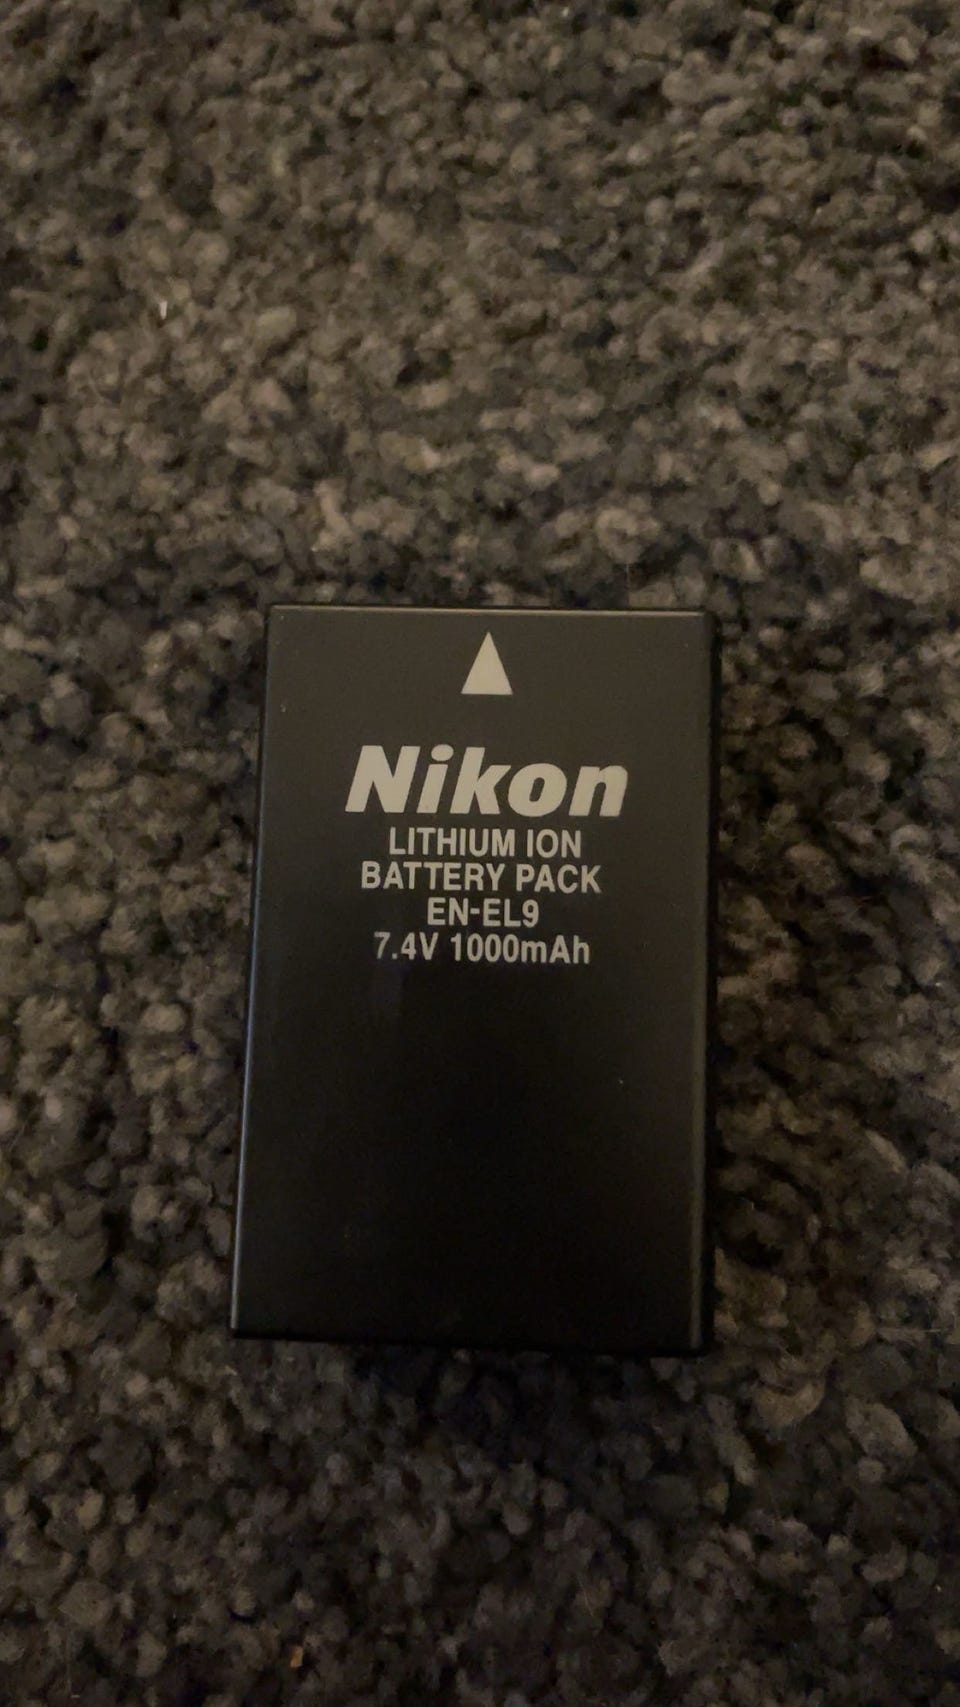 Nikon
LITHIUM ION
BATTERY PACK
EN-EL9
7.4V 1000mAh